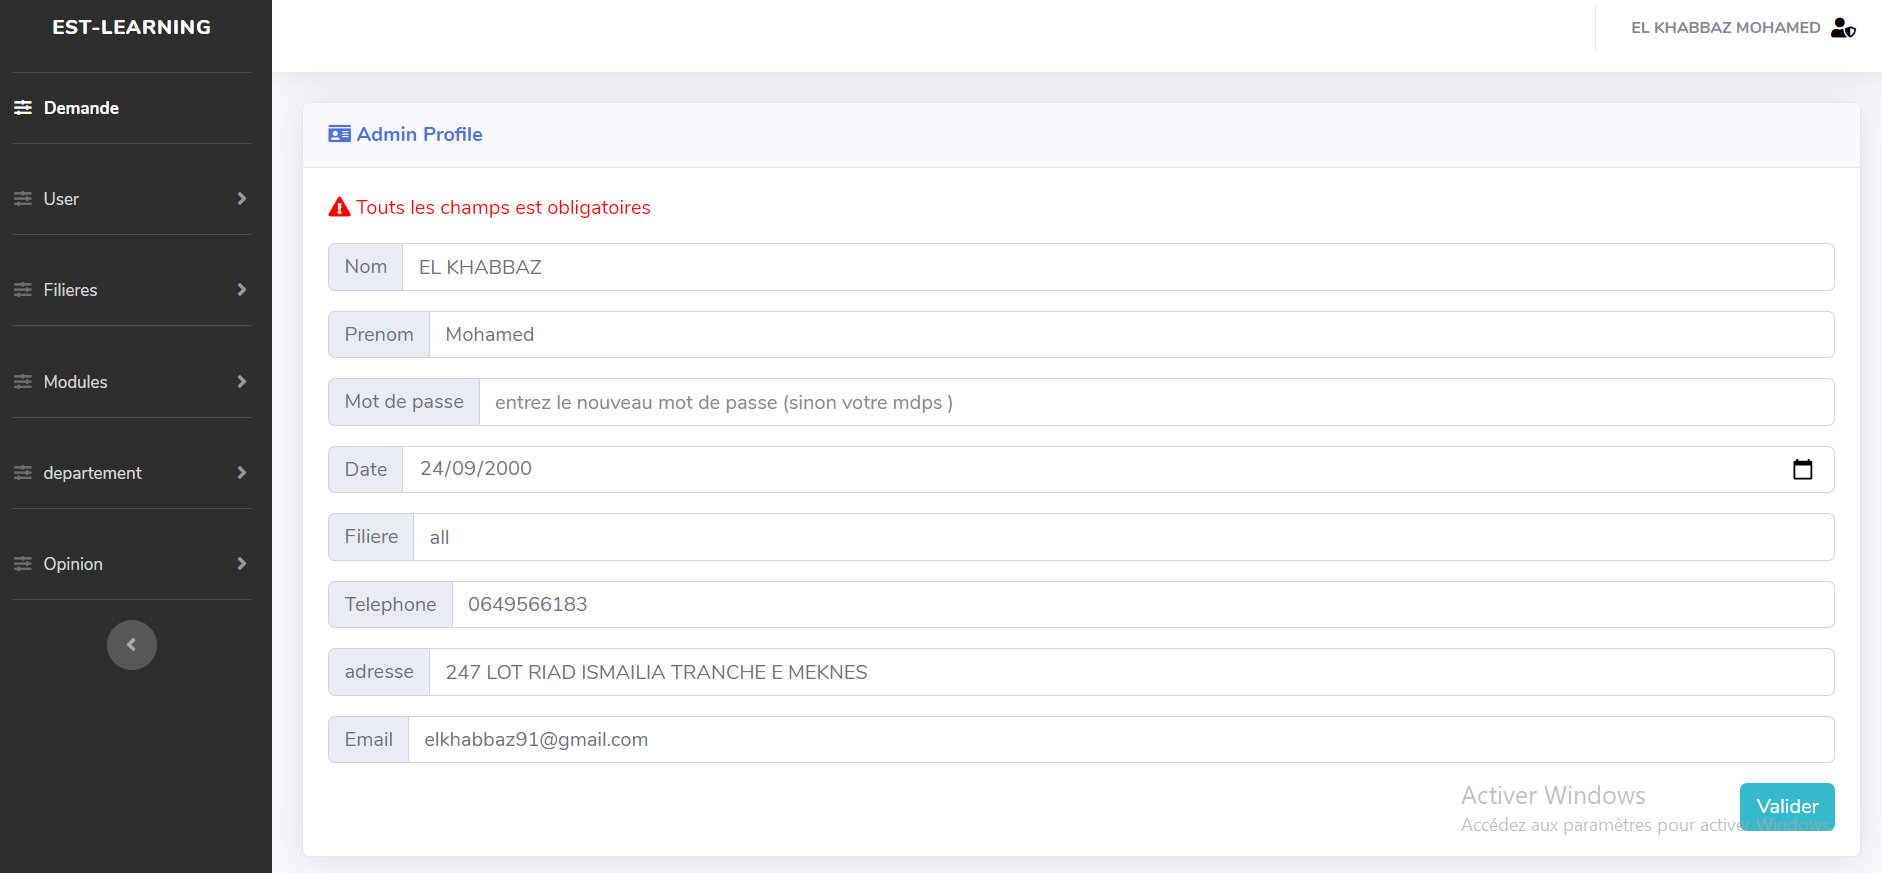 EST-LEARNING
EL KHABBAZ MOHAMED
Demande
User
Filieres
Modules
departement
Opinion
Admin Profile
Touts les champs est obligatoires
Nom EL KHABBAZ
Prenom Mohamed
Mot de passe entrez le nouveau mot de passe (sinon votre mdps )
Date 24/09/2000
Filiere all
Telephone 0649566183
adresse 247 LOT RIAD ISMAILIA TRANCHE E MEKNES
Email elkhabbaz91@gmail.com
Valider
Activer Windows
Accédez aux paramètres pour activer Windows.